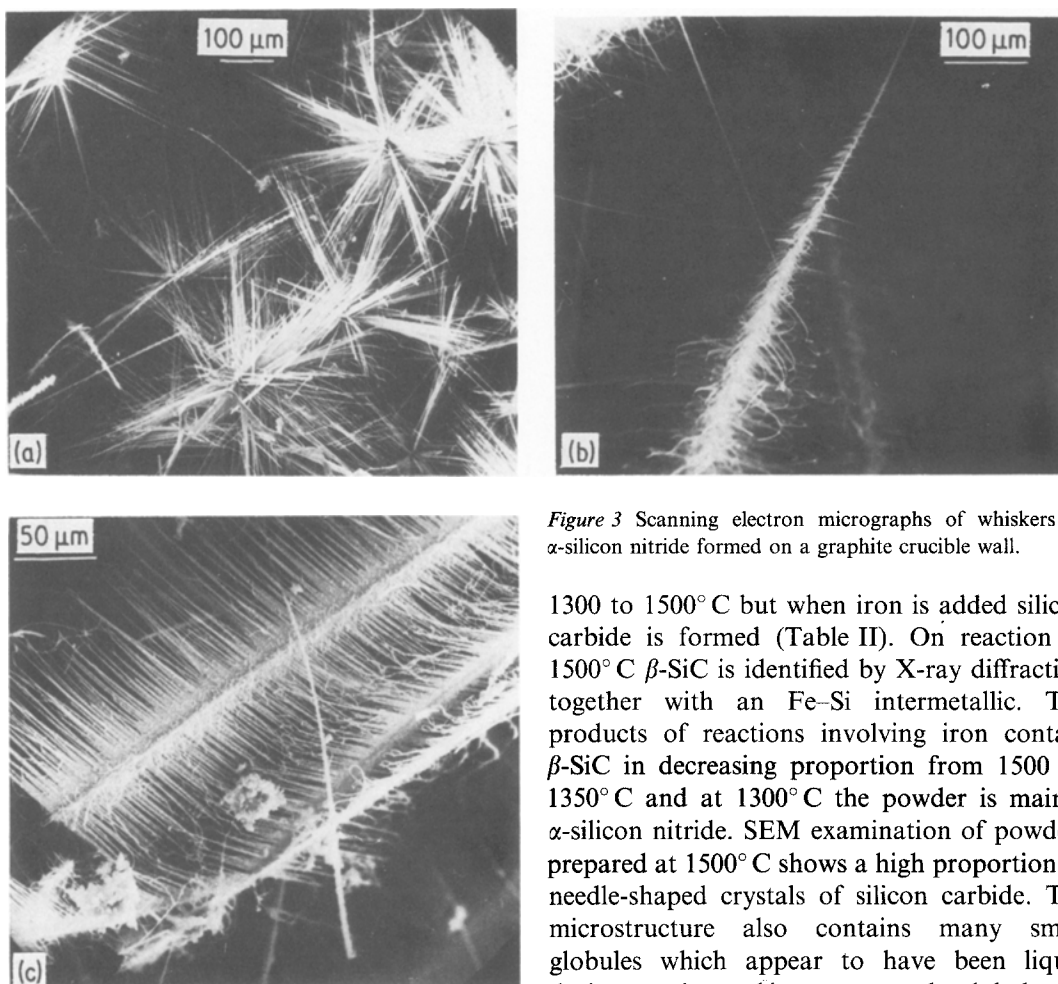 100 μm
(a)
100 μm
(b)
50 μm
(c)
Figure 3 Scanning electron micrographs of whiskers
α-silicon nitride formed on a graphite crucible wall.
1300 to 1500° C but when iron is added silic
carbide is formed (Table II). On reaction
1500° C β-SiC is identified by X-ray diffracti
together with an Fe–Si intermetallic. T
products of reactions involving iron conta
β-SiC in decreasing proportion from 1500
1350° C and at 1300° C the powder is main
α-silicon nitride. SEM examination of powd
prepared at 1500° C shows a high proportion
needle-shaped crystals of silicon carbide. T
microstructure also contains many sm
globules which appear to have been liqu